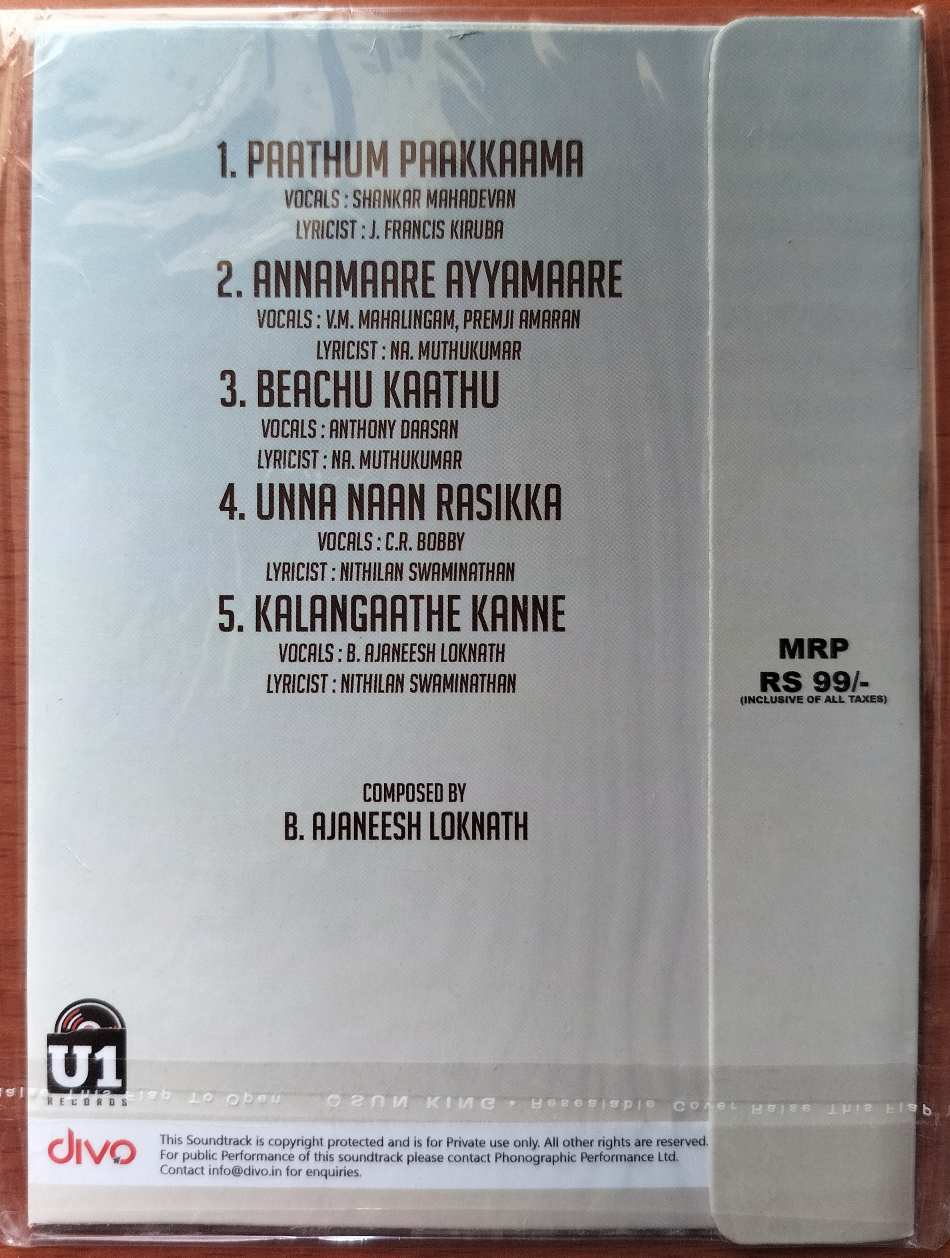 1. PAATHUM PAAKKAAMA
VOCALS : SHANKAR MAHADEVAN
LYRICIST : J. FRANCIS KIRUBA
2. ANNAMAARE AYYAMAARE
VOCALS : V.M. MAHALINGAM, PREMJI AMARAN
LYRICIST : NA. MUTHUKUMAR
3. BEACHU KAATHU
VOCALS : ANTHONY DAASAN
LYRICIST : NA. MUTHUKUMAR
4. UNNA NAAN RASIKKA
VOCALS : C.R. BOBBY
LYRICIST : NITHILAN SWAMINATHAN
5. KALANGAATHE KANNE
VOCALS : B. AJANEESH LOKNATH
LYRICIST : NITHILAN SWAMINATHAN
MRP
RS 99/-
(INCLUSIVE OF ALL TAXES)
COMPOSED BY
B. AJANEESH LOKNATH
U1
RECORDS
This Flap To Open OSUN KING • Resealable Cover Raise This Flap
divo
This Soundtrack is copyright protected and is for Private use only. All other rights are reserved.
For public Performance of this soundtrack please contact Phonographic Performance Ltd.
Contact info@divo.in for enquiries.